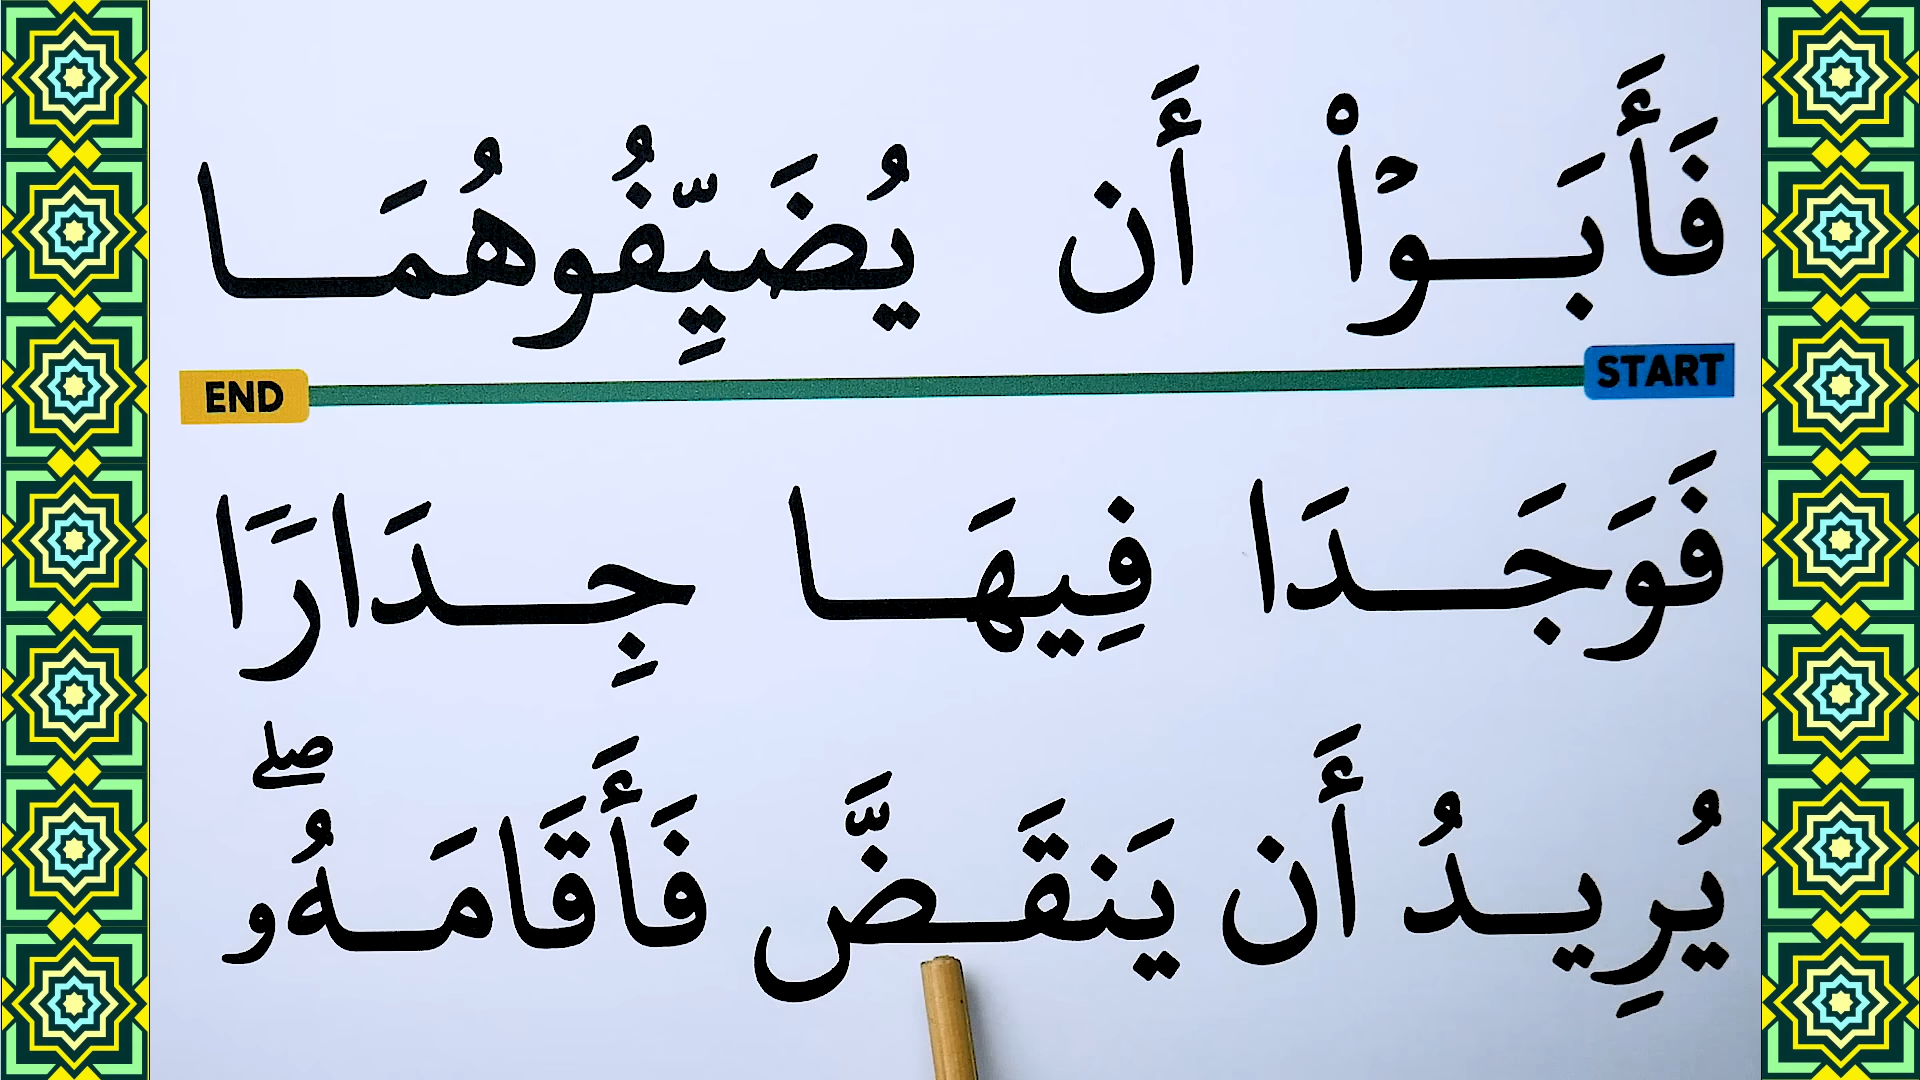 فَأَبَوۡاْ أَن يُضَيِّفُوهُمَا
START END
فَوَجَدَا فِيهَا جِدَارَا
يُرِيدُ أَن يَنقَضَّ فَأَقَامَهُۥۖ